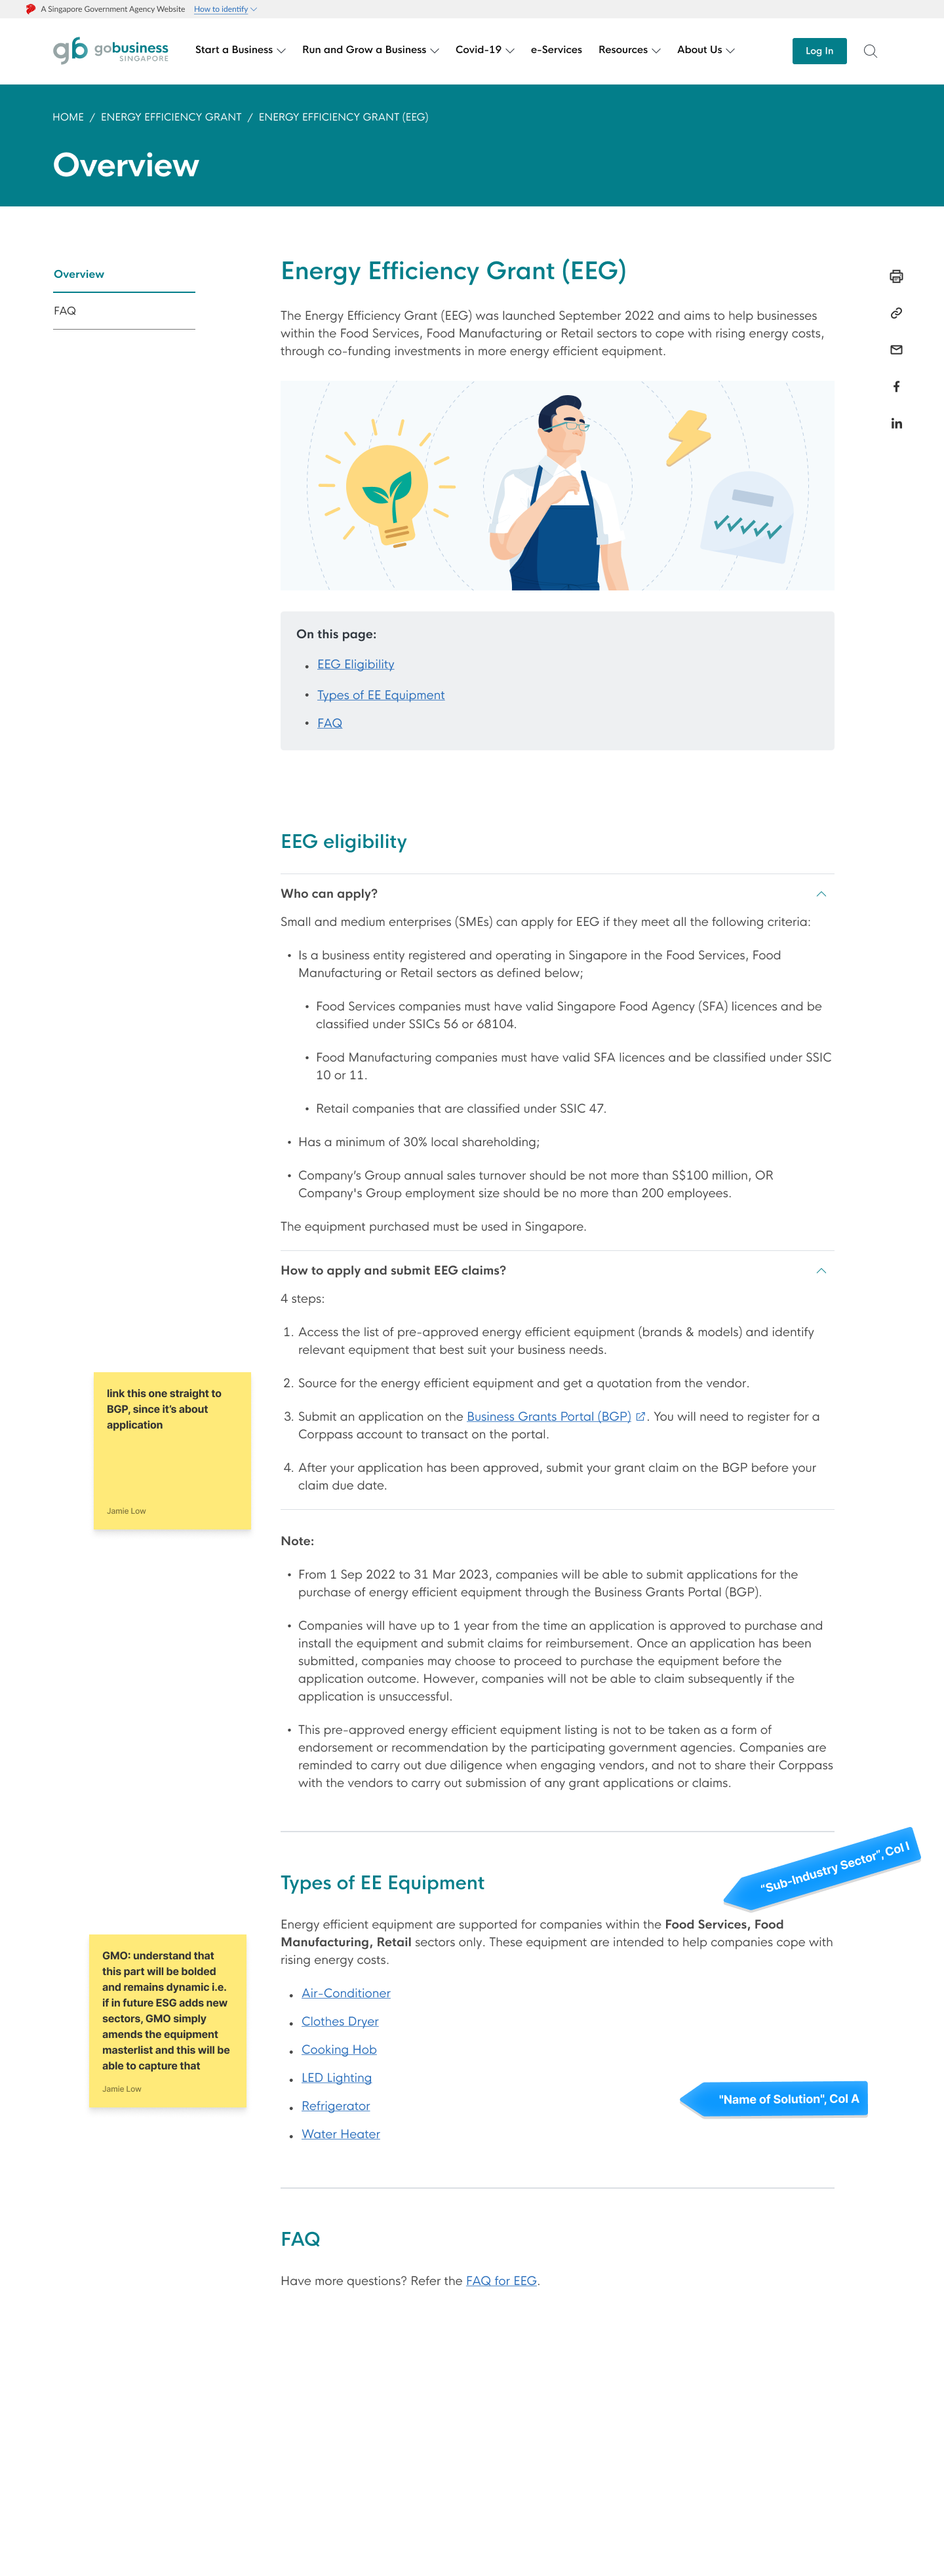 A Singapore Government Agency Website How to identify
gb gobusiness
SINGAPORE
Start a Business Run and Grow a Business Covid-19 e-Services Resources About Us Log In
HOME / ENERGY EFFICIENCY GRANT / ENERGY EFFICIENCY GRANT (EEG)
Overview
Overview
FAQ
Energy Efficiency Grant (EEG)
The Energy Efficiency Grant (EEG) was launched September 2022 and aims to help businesses
within the Food Services, Food Manufacturing or Retail sectors to cope with rising energy costs,
through co-funding investments in more energy efficient equipment.
On this page:
• EEG Eligibility
• Types of EE Equipment
• FAQ
EEG eligibility
Who can apply?
Small and medium enterprises (SMEs) can apply for EEG if they meet all the following criteria:
• Is a business entity registered and operating in Singapore in the Food Services, Food
Manufacturing or Retail sectors as defined below;
• Food Services companies must have valid Singapore Food Agency (SFA) licences and be
classified under SSICs 56 or 68104.
• Food Manufacturing companies must have valid SFA licences and be classified under SSIC
10 or 11.
• Retail companies that are classified under SSIC 47.
• Has a minimum of 30% local shareholding;
• Company’s Group annual sales turnover should be not more than S$100 million, OR
Company's Group employment size should be no more than 200 employees.
The equipment purchased must be used in Singapore.
How to apply and submit EEG claims?
4 steps:
1. Access the list of pre-approved energy efficient equipment (brands & models) and identify
relevant equipment that best suit your business needs.
2. Source for the energy efficient equipment and get a quotation from the vendor.
3. Submit an application on the Business Grants Portal (BGP) . You will need to register for a
Corppass account to transact on the portal.
4. After your application has been approved, submit your grant claim on the BGP before your
claim due date.
link this one straight to
BGP, since it’s about
application
Jamie Low
Note:
• From 1 Sep 2022 to 31 Mar 2023, companies will be able to submit applications for the
purchase of energy efficient equipment through the Business Grants Portal (BGP).
• Companies will have up to 1 year from the time an application is approved to purchase and
install the equipment and submit claims for reimbursement. Once an application has been
submitted, companies may choose to proceed to purchase the equipment before the
application outcome. However, companies will not be able to claim subsequently if the
application is unsuccessful.
• This pre-approved energy efficient equipment listing is not to be taken as a form of
endorsement or recommendation by the participating government agencies. Companies are
reminded to carry out due diligence when engaging vendors, and not to share their Corppass
with the vendors to carry out submission of any grant applications or claims.
"Sub-Industry Sector", Col I
Types of EE Equipment
Energy efficient equipment are supported for companies within the Food Services, Food
Manufacturing, Retail sectors only. These equipment are intended to help companies cope with
rising energy costs.
• Air-Conditioner
• Clothes Dryer
• Cooking Hob
• LED Lighting
• Refrigerator
• Water Heater
GMO: understand that
this part will be bolded
and remains dynamic i.e.
if in future ESG adds new
sectors, GMO simply
amends the equipment
masterlist and this will be
able to capture that
Jamie Low
"Name of Solution", Col A
FAQ
Have more questions? Refer the FAQ for EEG.